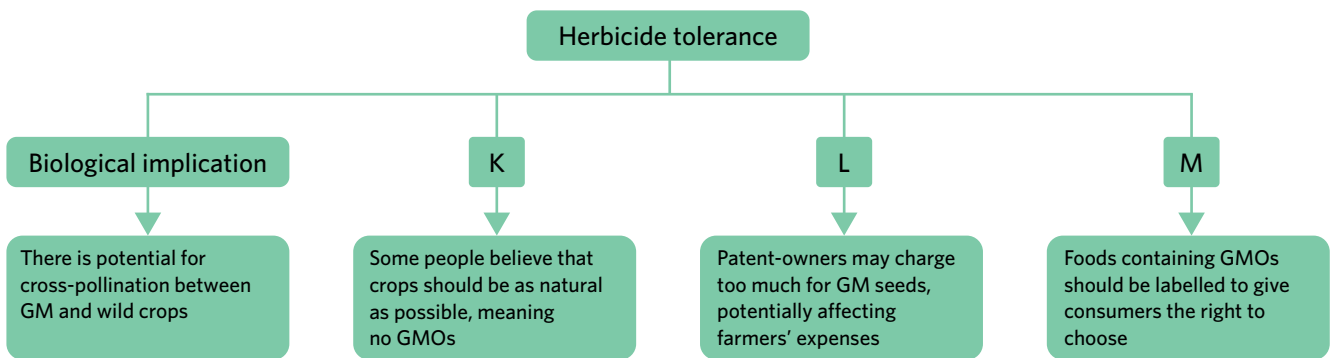 Herbicide tolerance
Biological implication
K
L
M
There is potential for
cross-pollination between
GM and wild crops
Some people believe that
crops should be as natural
as possible, meaning
no GMOs
Patent-owners may charge
too much for GM seeds,
potentially affecting
farmers’ expenses
Foods containing GMOs
should be labelled to give
consumers the right to
choose